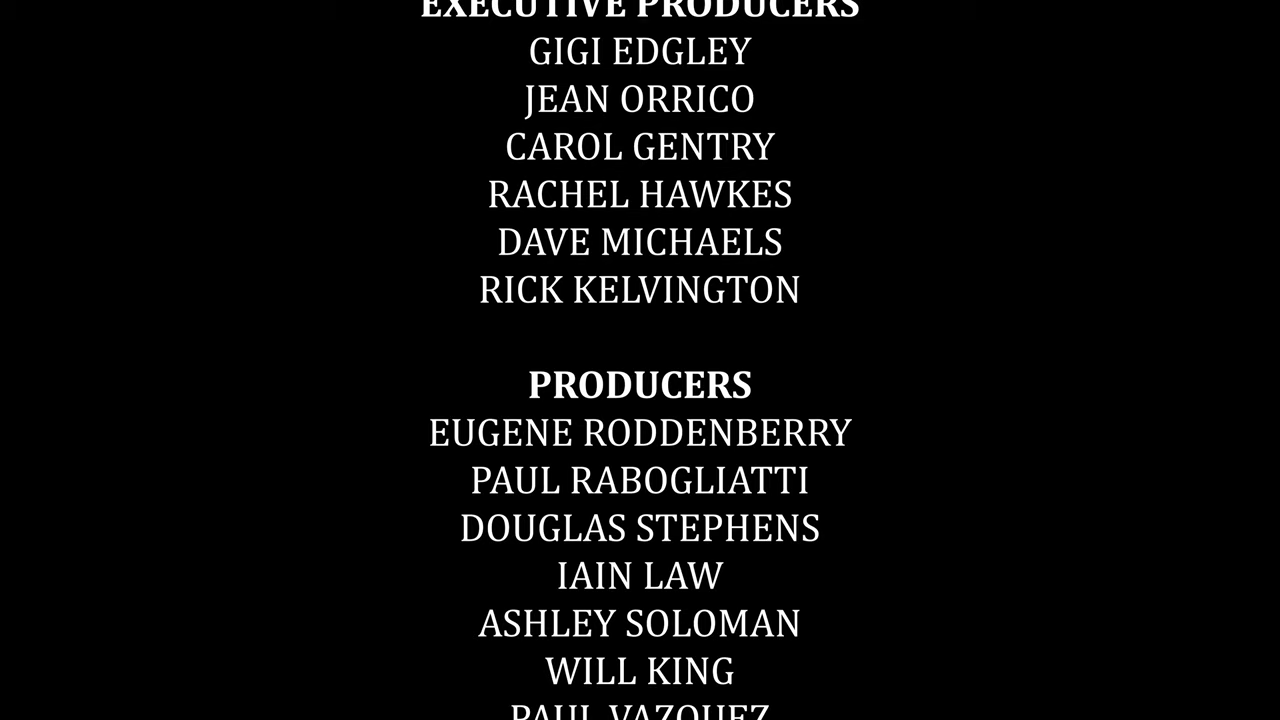 EXECUTIVE PRODUCERS
GIGI EDGLEY
JEAN ORRICO
CAROL GENTRY
RACHEL HAWKES
DAVE MICHAELS
RICK KELVINGTON
PRODUCERS
EUGENE RODDENBERRY
PAUL RABOGLIATTI
DOUGLAS STEPHENS
IAIN LAW
ASHLEY SOLOMAN
WILL KING
PAUL VAZQUEZ